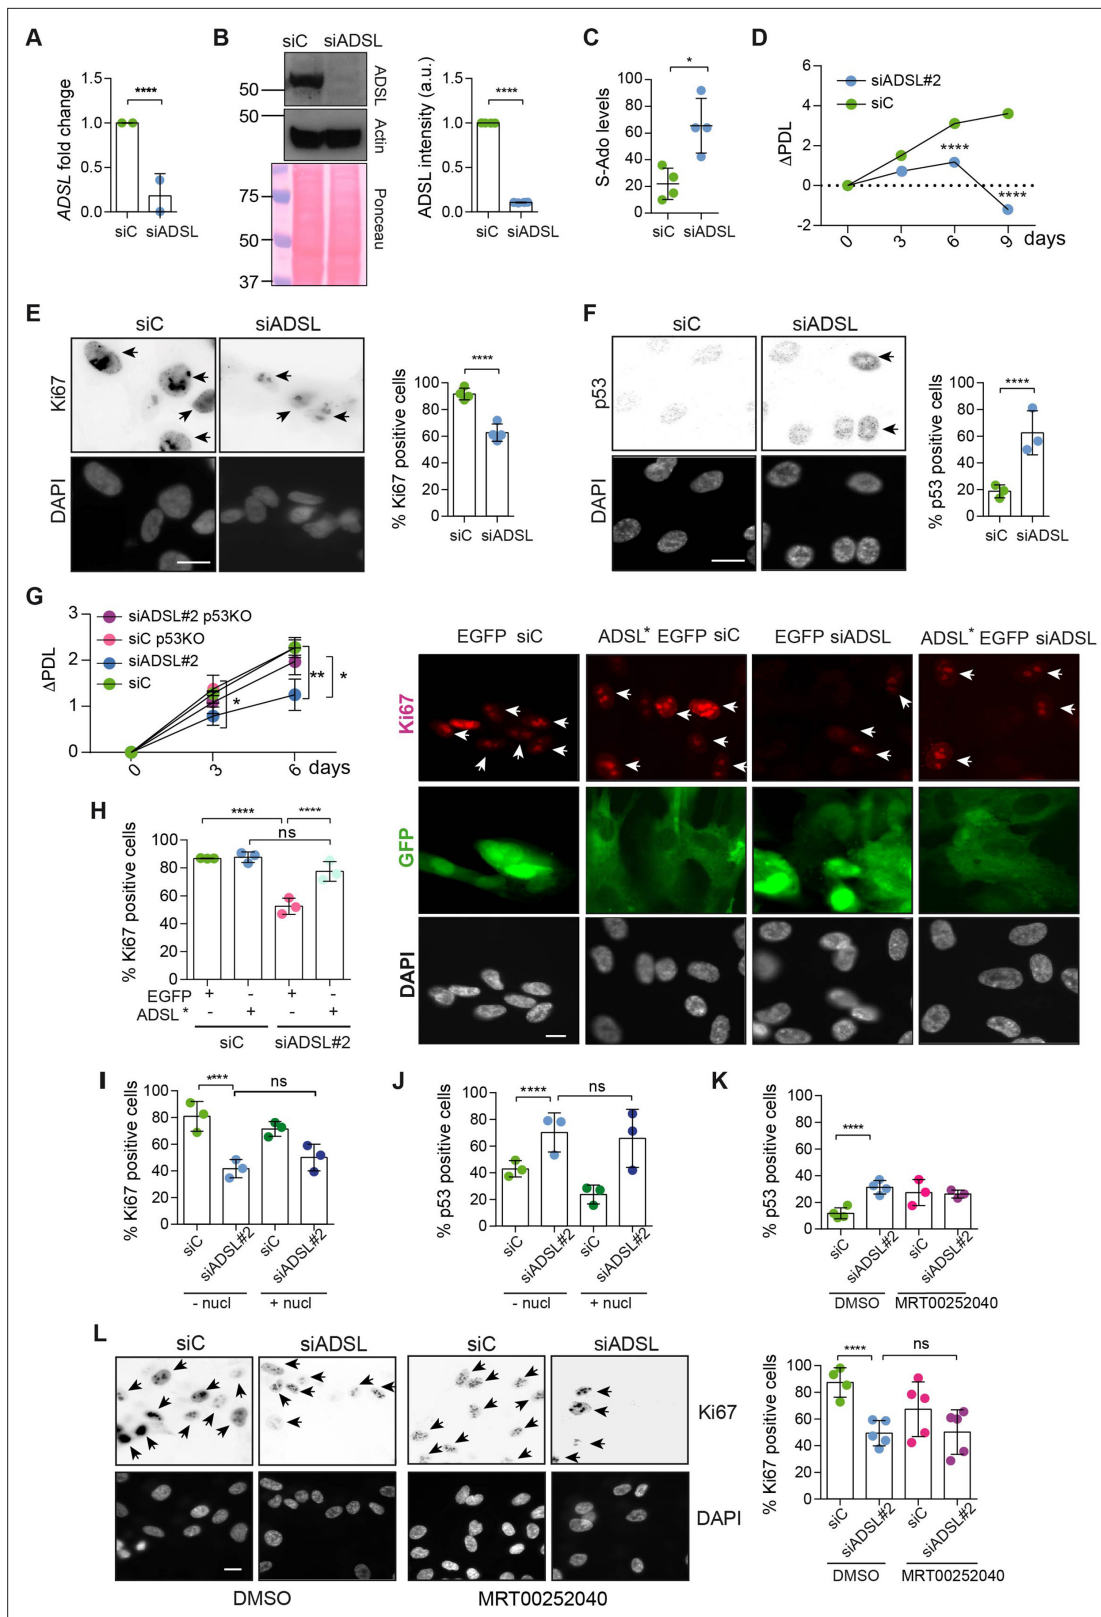 A
ADSL fold change
1.5
1.0
0.5
0.0
****
siC
siADSL
B
siC siADSL
50
50
75
50
37
ADSL
Actin
Ponceau
ADSL intensity (a.u.)
1.5
1.0
0.5
0.0
****
siC
siADSL
C
S-Ado levels
100
80
60
40
20
0
*
siC
siADSL
D
siADSL#2
siC
ΔPDL
6
4
2
0
-2
****
****
0
3
6
9
days
E
siC
siADSL
Ki67
DAPI
% Ki67 positive cells
100
80
60
40
20
0
****
siC
siADSL
F
siC
siADSL
p53
DAPI
% p53 positive cells
100
80
60
40
20
0
****
siC
siADSL
G
siADSL#2 p53KO
siC p53KO
siADSL#2
siC
ΔPDL
3
2
1
0
*
**
*
0
3
6
days
H
% Ki67 positive cells
100
80
60
40
20
0
****
****
ns
EGFP + - + -
ADSL* - + - +
siC
siADSL#2
EGFP siC
ADSL* EGFP siC
EGFP siADSL
ADSL* EGFP siADSL
Ki67
GFP
DAPI
I
% Ki67 positive cells
100
80
60
40
20
0
****
ns
siC
siADSL#2
siC
siADSL#2
- nucl
+ nucl
J
% p53 positive cells
100
80
60
40
20
0
****
ns
siC
siADSL#2
siC
siADSL#2
- nucl
+ nucl
K
% p53 positive cells
100
80
60
40
20
0
****
siC
siADSL#2
siC
siADSL#2
DMSO
MRT00252040
L
siC
siADSL
siC
siADSL
Ki67
DAPI
DMSO
MRT00252040
% Ki67 positive cells
100
80
60
40
20
0
****
ns
siC
siADSL#2
siC
siADSL#2
DMSO
MRT00252040